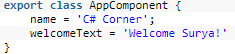 export class AppComponent {
    name = 'C# Corner';
    welcomeText = 'Welcome Surya!'
}